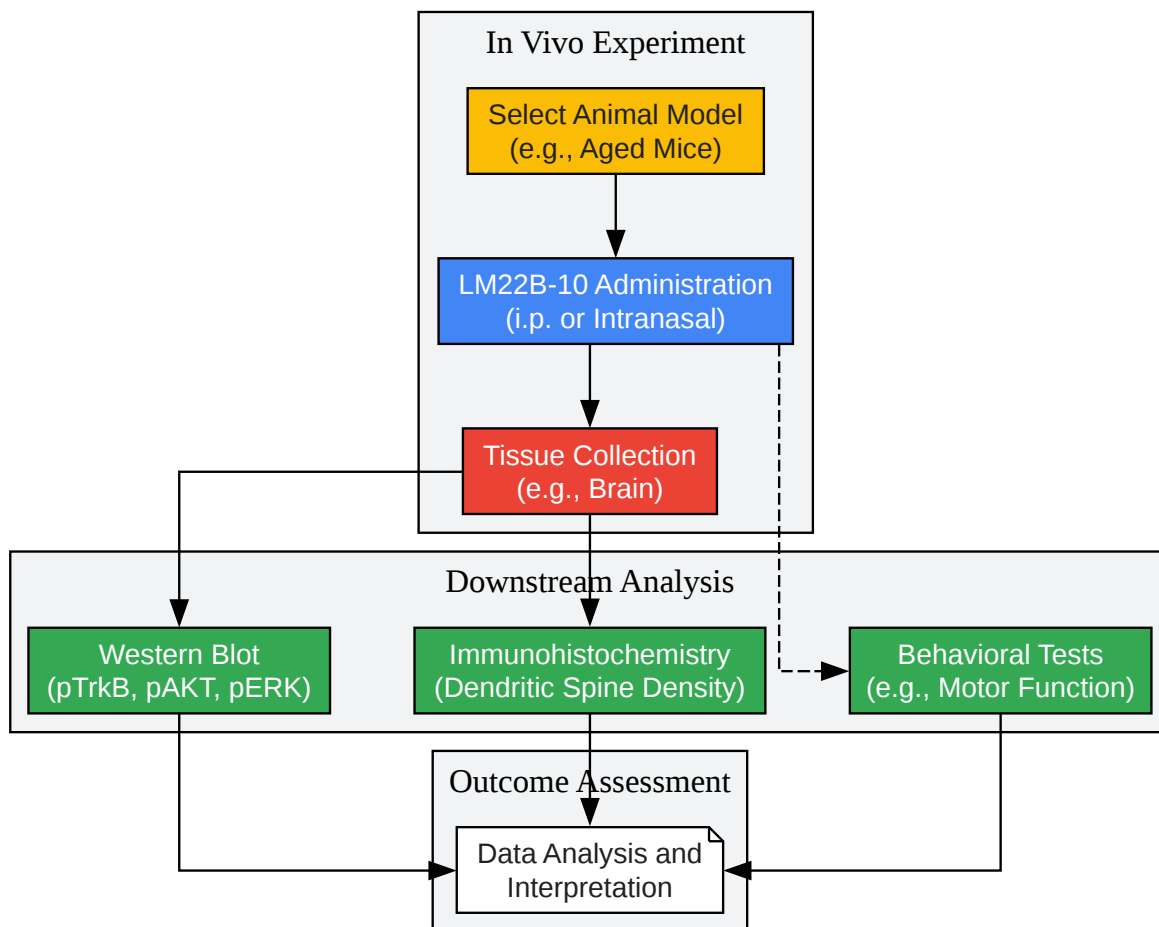 In Vivo Experiment
Select Animal Model
(e.g., Aged Mice)
LM22B-10 Administration
(i.p. or Intranasal)
Tissue Collection
(e.g., Brain)
Downstream Analysis
Western Blot
(pTrkB, pAKT, pERK)
Immunohistochemistry
(Dendritic Spine Density)
Behavioral Tests
(e.g., Motor Function)
Outcome Assessment
Data Analysis and
Interpretation